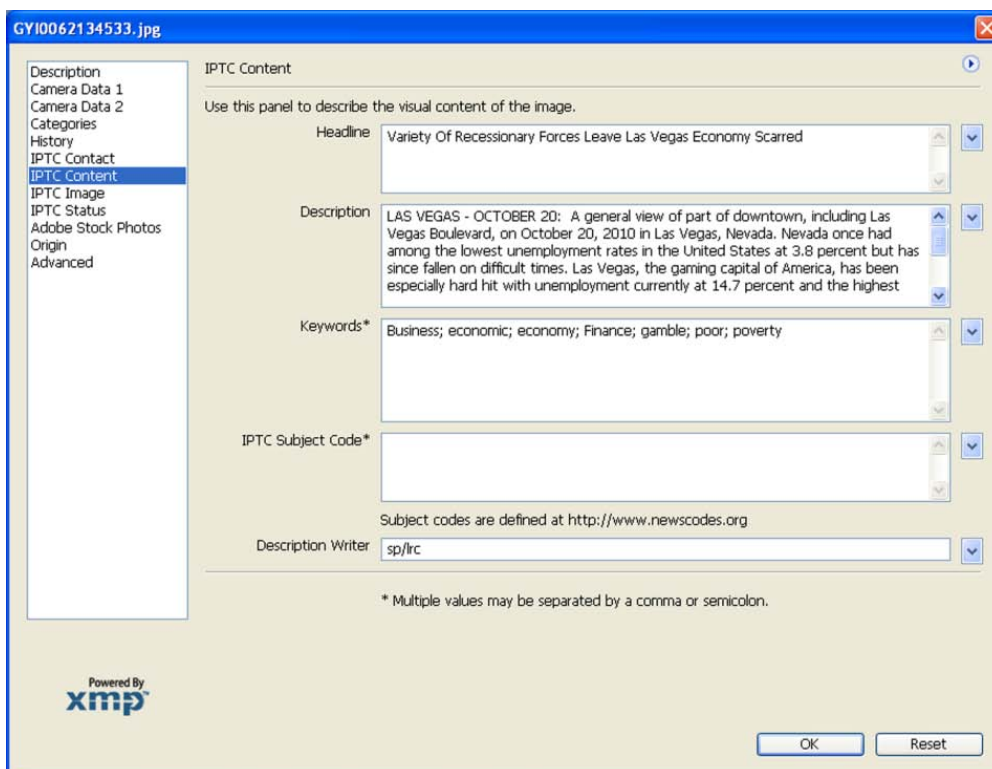 GYI0062134533.jpg
Description
Camera Data 1
Camera Data 2
Categories
History
IPTC Contact
IPTC Content
IPTC Image
IPTC Status
Adobe Stock Photos
Origin
Advanced
Powered By
xmp™
IPTC Content
Use this panel to describe the visual content of the image.
Headline
Variety Of Recessionary Forces Leave Las Vegas Economy Scarred
Description
LAS VEGAS - OCTOBER 20:  A general view of part of downtown, including Las
Vegas Boulevard, on October 20, 2010 in Las Vegas, Nevada. Nevada once had
among the lowest unemployment rates in the United States at 3.8 percent but has
since fallen on difficult times. Las Vegas, the gaming capital of America, has been
especially hard hit with unemployment currently at 14.7 percent and the highest
Keywords*
Business; economic; economy; Finance; gamble; poor; poverty
IPTC Subject Code*
Subject codes are defined at http://www.newscodes.org
Description Writer
sp/lrc
* Multiple values may be separated by a comma or semicolon.
OK
Reset